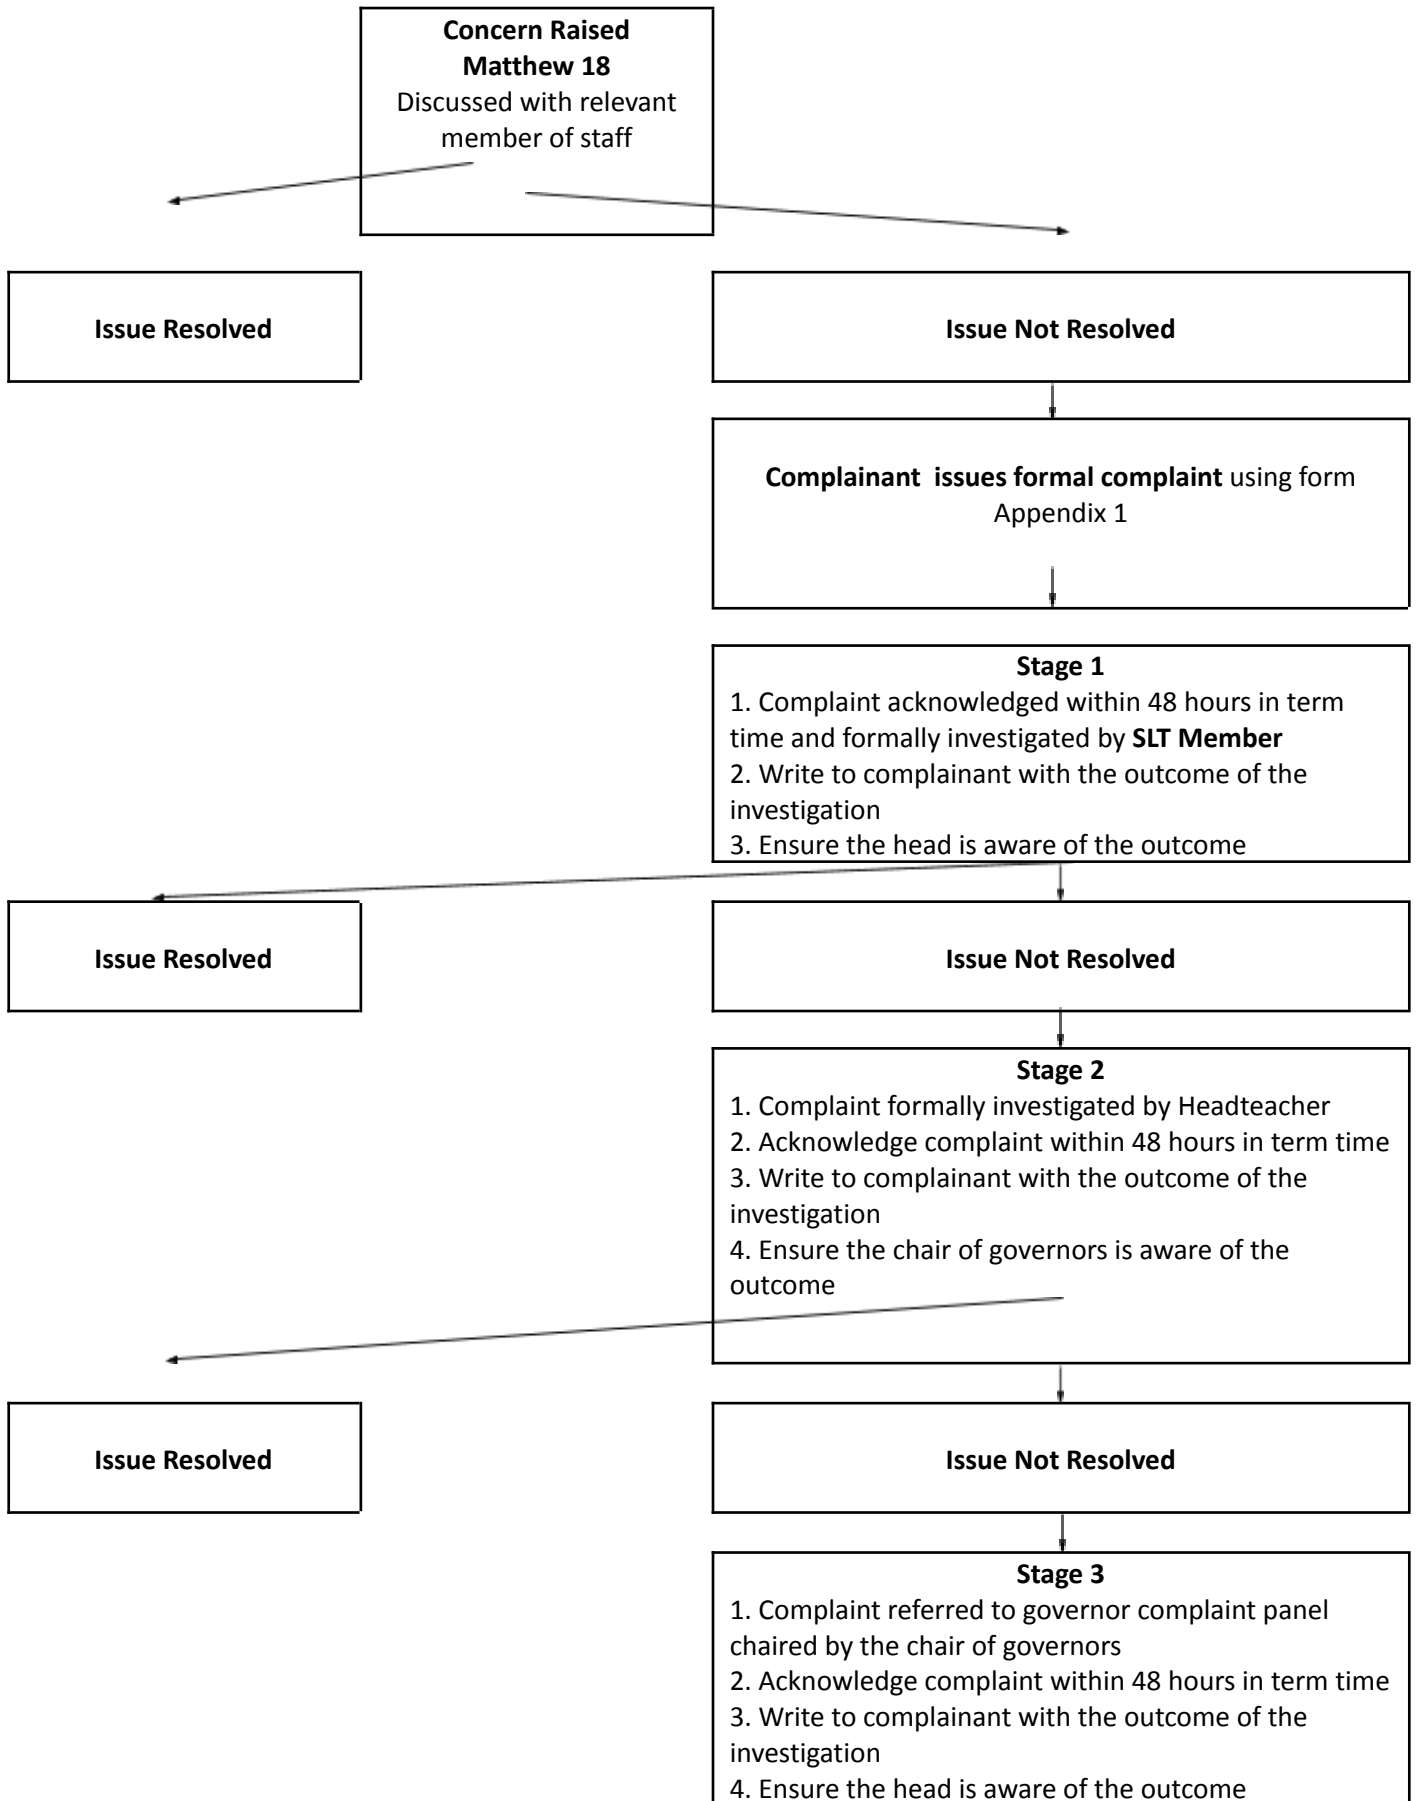 Concern Raised
Matthew 18
Discussed with relevant
member of staff
Issue Resolved
Issue Not Resolved
Complainant  issues formal complaint using form
Appendix 1
Stage 1
1. Complaint acknowledged within 48 hours in term
time and formally investigated by SLT Member
2. Write to complainant with the outcome of the
investigation
3. Ensure the head is aware of the outcome
Issue Resolved
Issue Not Resolved
Stage 2
1. Complaint formally investigated by Headteacher
2. Acknowledge complaint within 48 hours in term time
3. Write to complainant with the outcome of the
investigation
4. Ensure the chair of governors is aware of the
outcome
Issue Resolved
Issue Not Resolved
Stage 3
1. Complaint referred to governor complaint panel
chaired by the chair of governors
2. Acknowledge complaint within 48 hours in term time
3. Write to complainant with the outcome of the
investigation
4. Ensure the head is aware of the outcome